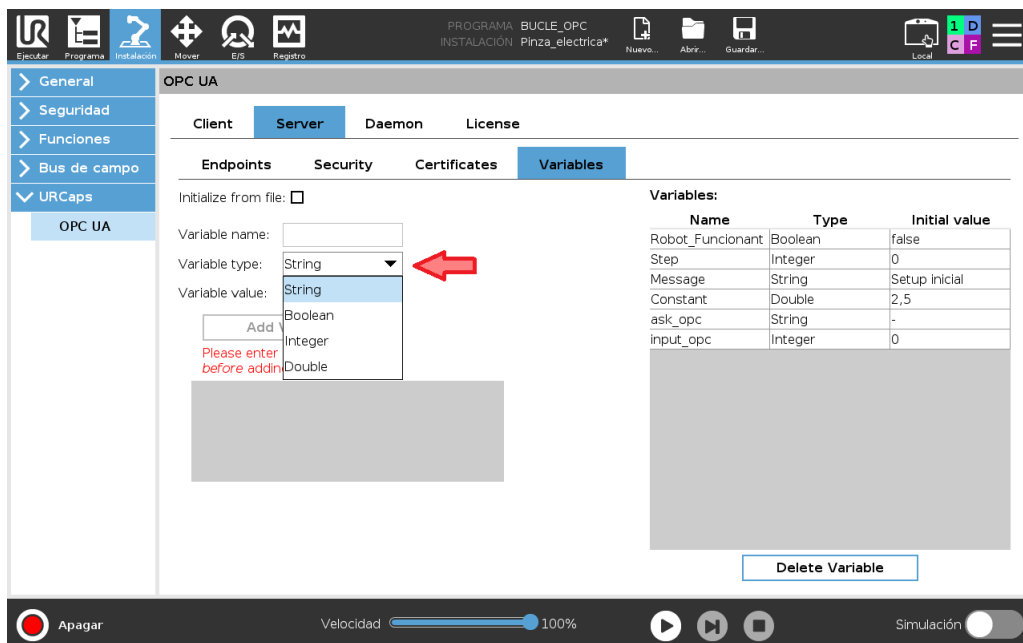 UR
Ejecutar
Programa
Instalación
Mover
E/S
Registro
PROGRAMA BUCLE_OPC
INSTALACIÓN Pinza_electrica*
Nuevo...
Abrir...
Guardar...
Local
1 D
C F
General
Seguridad
Funciones
Bus de campo
URCaps
OPC UA
OPC UA
Client Server Daemon License
Endpoints Security Certificates Variables
Initialize from file:
Variable name:
Variable type: String
Variable value:
String
Boolean
Integer
Double
Add
Please enter
before addin
Variables:
Name Type Initial value
Robot_Funcionant Boolean false
Step Integer 0
Message String Setup inicial
Constant Double 2,5
ask_opc String -
input_opc Integer 0
Delete Variable
Apagar
Velocidad 100%
Simulación